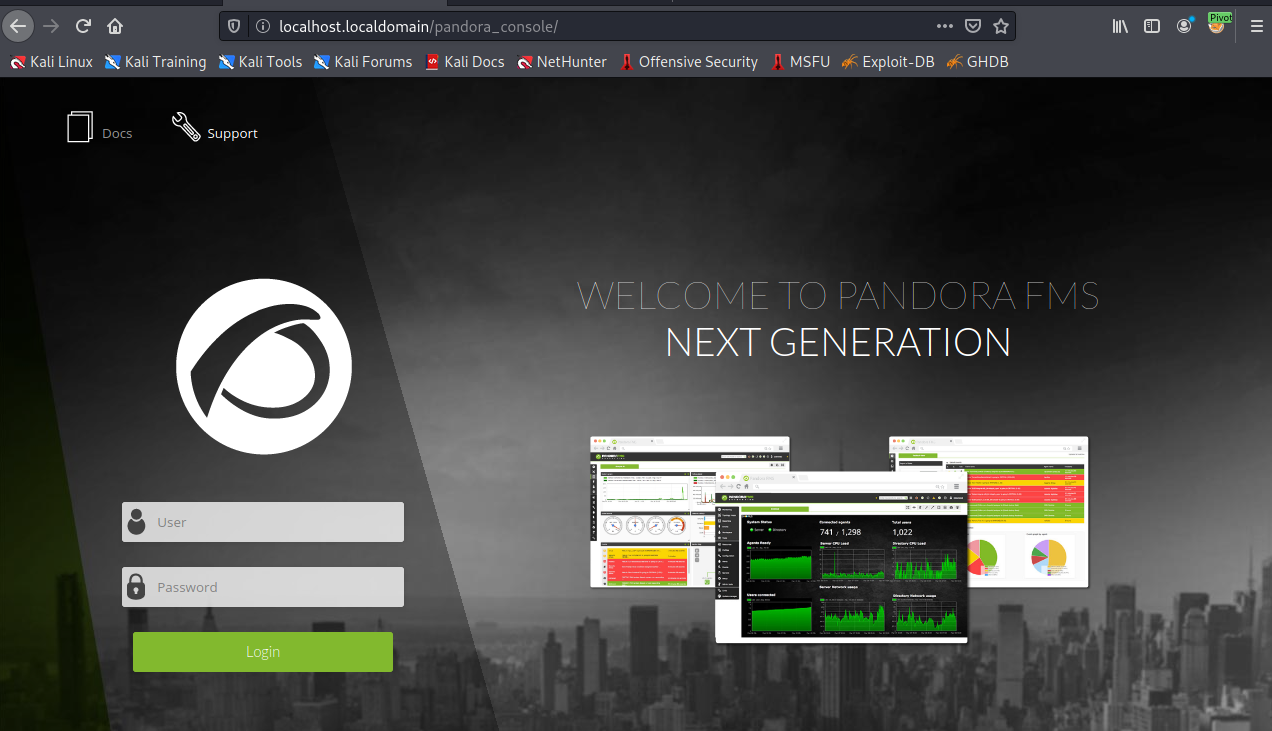 Pivot
localhost.localdomain/pandora_console/
Kali Linux Kali Training Kali Tools Kali Forums Kali Docs NetHunter Offensive Security MSFU Exploit-DB GHDB
Docs Support
WELCOME TO PANDORA FMS
NEXT GENERATION
System Status Connected agents Total users
741 / 1,298 1,022
Agents Ready Server CPU Load Directory CPU Load
Users connected Server Network usage Directory Network usage
User
Password
Login